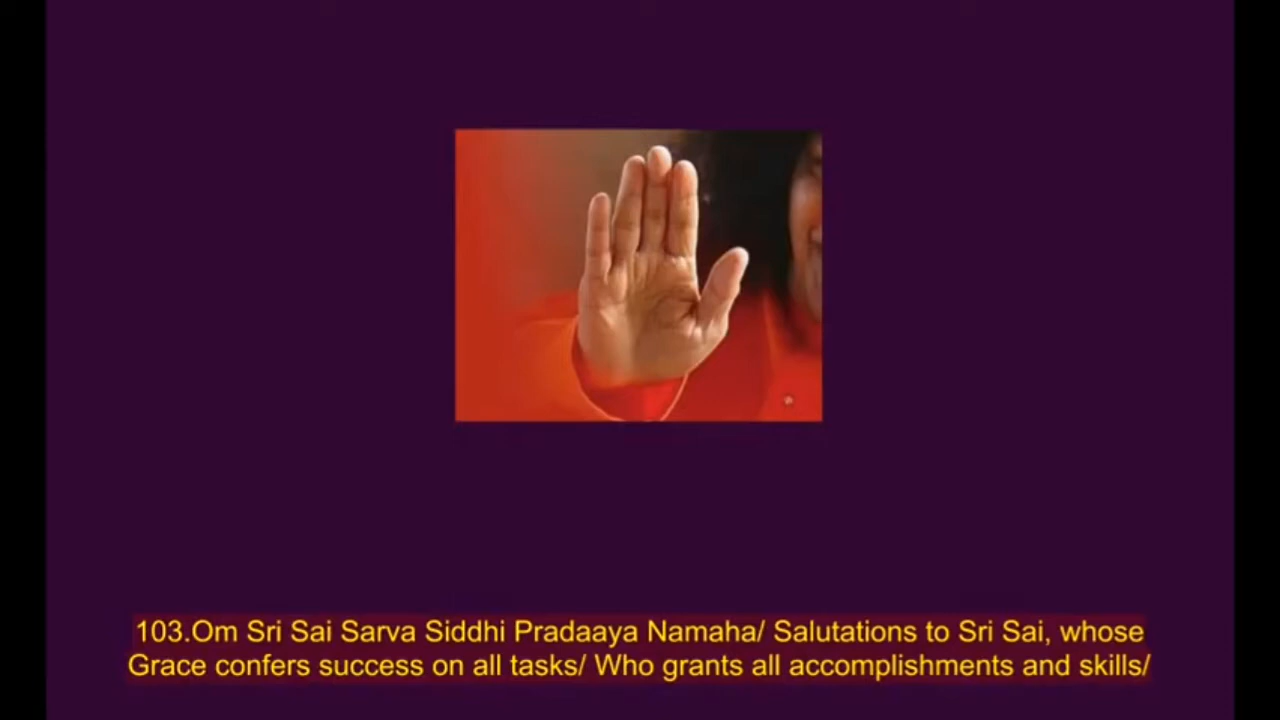 103.Om Sri Sai Sarva Siddhi Pradaaya Namaha/ Salutations to Sri Sai, whose
Grace confers success on all tasks/ Who grants all accomplishments and skills/